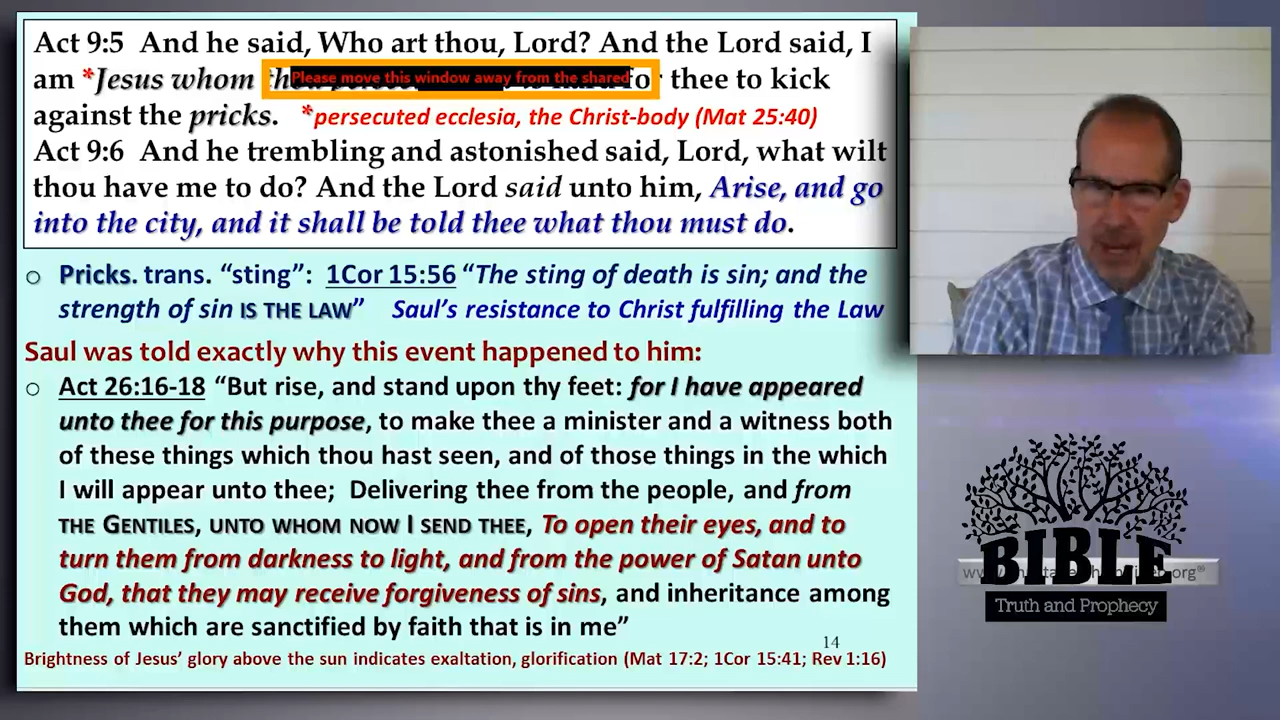 Act 9:5 And he said, Who art thou, Lord? And the Lord said, I
am *Jesus whom for thee to kick
Please move this window away from the shared
against the pricks. *persecuted ecclesia, the Christ-body (Mat 25:40)
Act 9:6 And he trembling and astonished said, Lord, what wilt
thou have me to do? And the Lord said unto him, Arise, and go
into the city, and it shall be told thee what thou must do.
o Pricks. trans. “sting”: 1Cor 15:56 “The sting of death is sin; and the
strength of sin IS THE LAW” Saul’s resistance to Christ fulfilling the Law
Saul was told exactly why this event happened to him:
o Act 26:16-18 “But rise, and stand upon thy feet: for I have appeared
unto thee for this purpose, to make thee a minister and a witness both
of these things which thou hast seen, and of those things in the which
I will appear unto thee; Delivering thee from the people, and from
THE GENTILES, UNTO WHOM NOW I SEND THEE, To open their eyes, and to
turn them from darkness to light, and from the power of Satan unto
God, that they may receive forgiveness of sins, and inheritance among
them which are sanctified by faith that is in me”
14
Brightness of Jesus’ glory above the sun indicates exaltation, glorification (Mat 17:2; 1Cor 15:41; Rev 1:16)
BIBLE
Truth and Prophecy